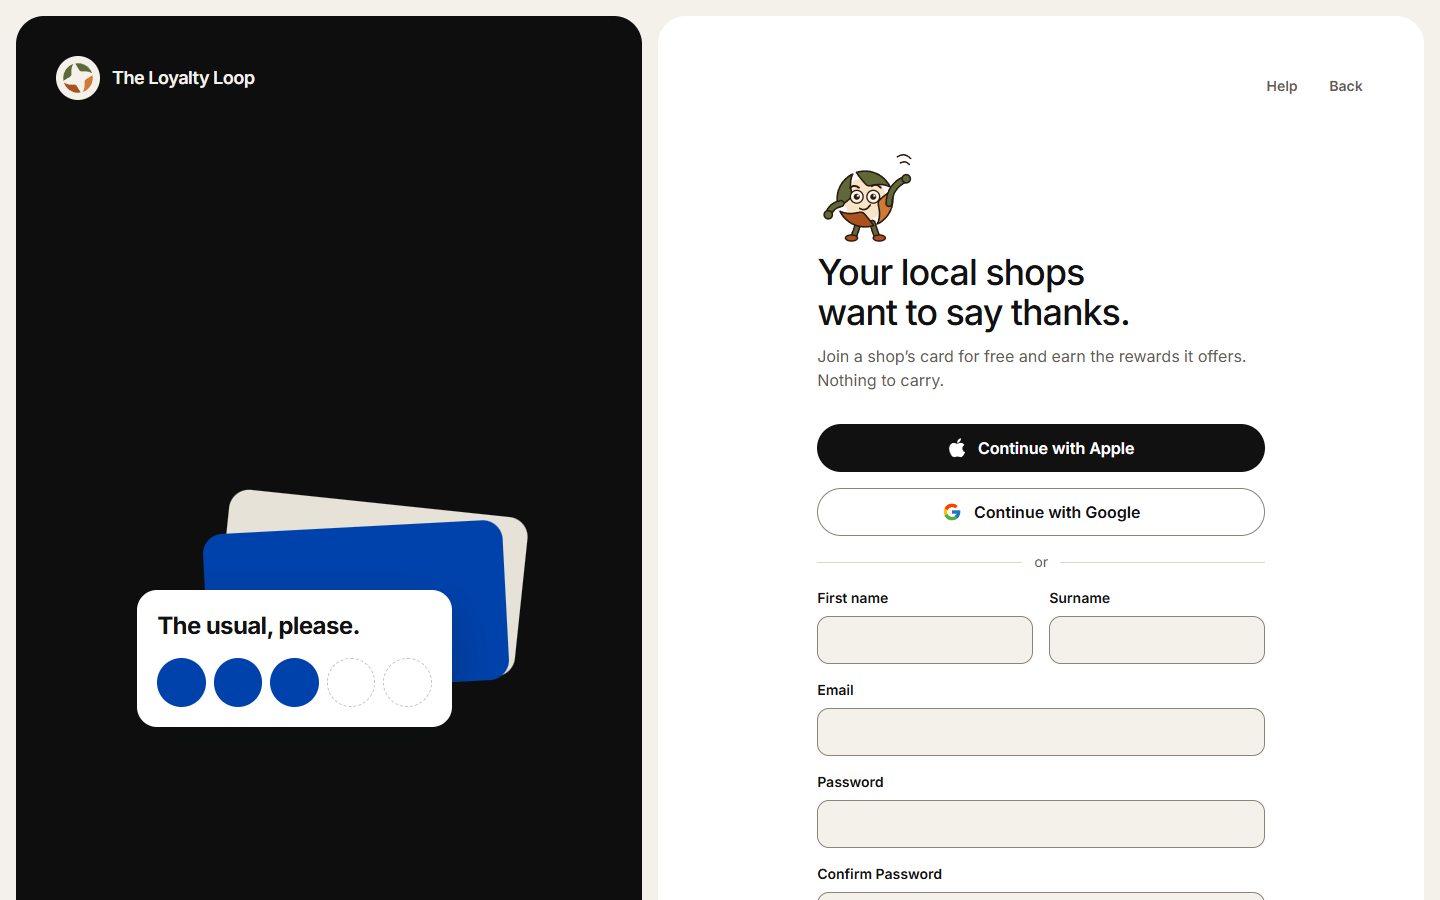 The Loyalty Loop
Help
Back
Your local shops
want to say thanks.
Join a shop’s card for free and earn the rewards it offers.
Nothing to carry.
Continue with Apple
Continue with Google
or
First name
Surname
Email
Password
Confirm Password
The usual, please.